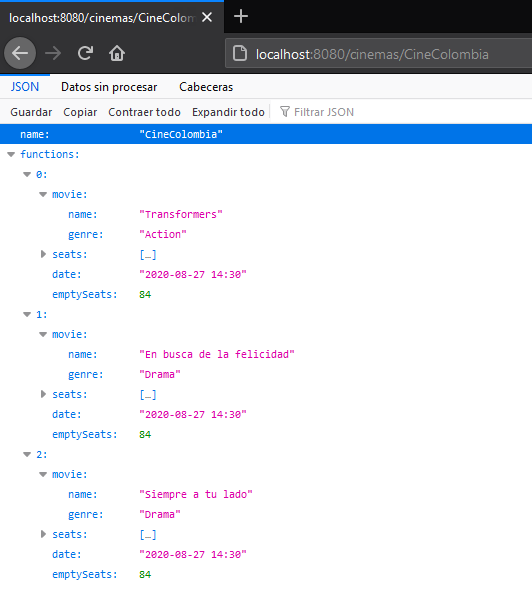 localhost:8080/cinemas/CineColom
localhost:8080/cinemas/CineColombia
JSON Datos sin procesar Cabeceras
Guardar Copiar Contraer todo Expandir todo Filtrar JSON
name: "CineColombia"
functions:
0:
movie:
name: "Transformers"
genre: "Action"
seats: […]
date: "2020-08-27 14:30"
emptySeats: 84
1:
movie:
name: "En busca de la felicidad"
genre: "Drama"
seats: […]
date: "2020-08-27 14:30"
emptySeats: 84
2:
movie:
name: "Siempre a tu lado"
genre: "Drama"
seats: […]
date: "2020-08-27 14:30"
emptySeats: 84